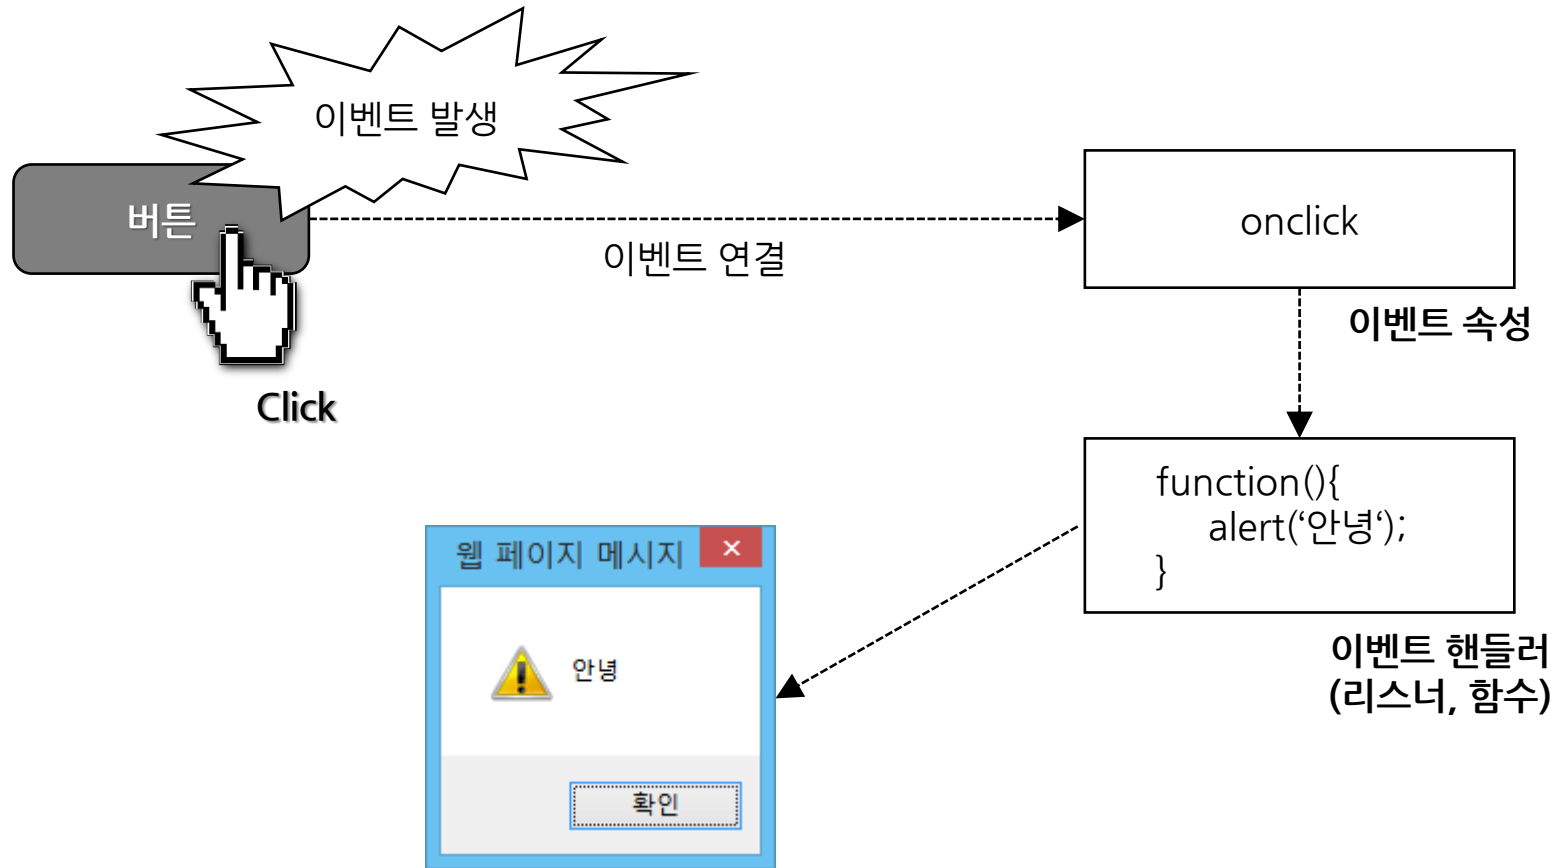 이벤트 발생
버튼
Click
이벤트 연결
onclick
이벤트 속성
function(){
alert(‘안녕‘);
}
이벤트 핸들러
(리스너, 함수)
웹 페이지 메시지
안녕
확인